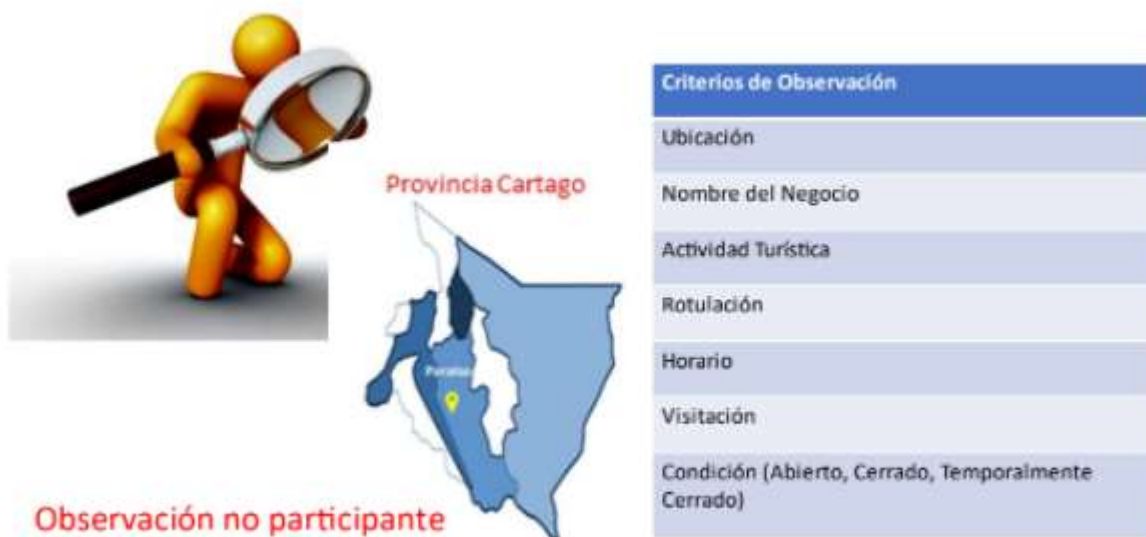 Provincia Cartago
Paraíso
Observación no participante
Criterios de Observación
Ubicación
Nombre del Negocio
Actividad Turística
Rotulación
Horario
Visitación
Condición (Abierto, Cerrado, Temporalmente
Cerrado)